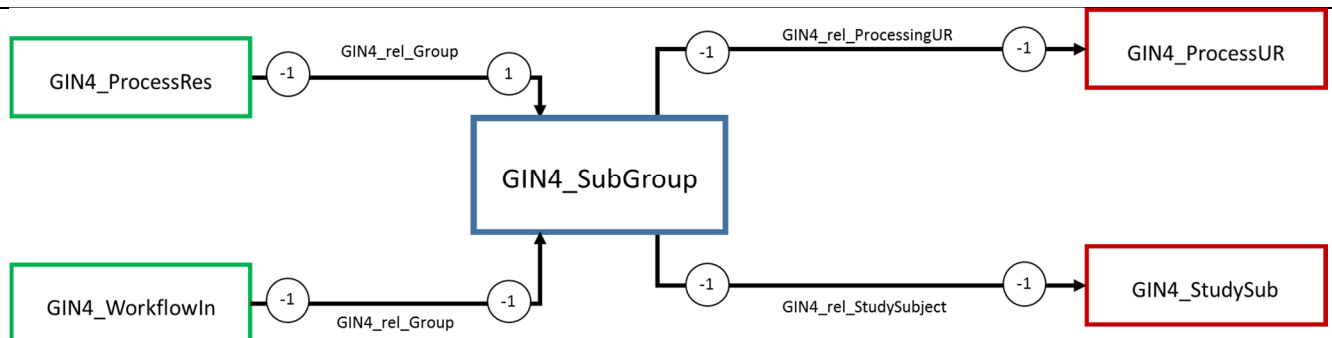 GIN4_rel_Group
GIN4_ProcessRes
-1
1
GIN4_rel_ProcessingUR
-1
-1
GIN4_ProcessUR
GIN4_SubGroup
GIN4_WorkflowIn
-1
-1
GIN4_rel_Group
-1
-1
GIN4_rel_StudySubject
GIN4_StudySub